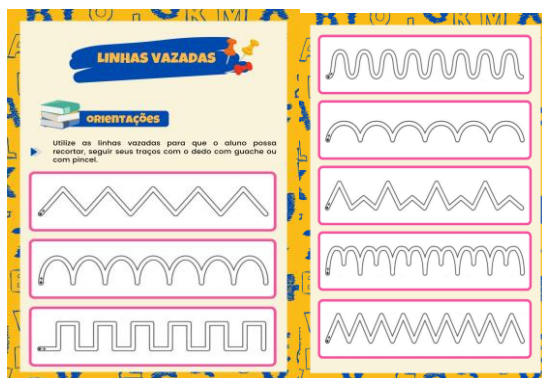 LINHAS VAZADAS
ORIENTAÇÕES
Utilize as linhas vazadas para que o aluno possa
recortar, seguir seus traços com o dedo com guache ou
com pincel.